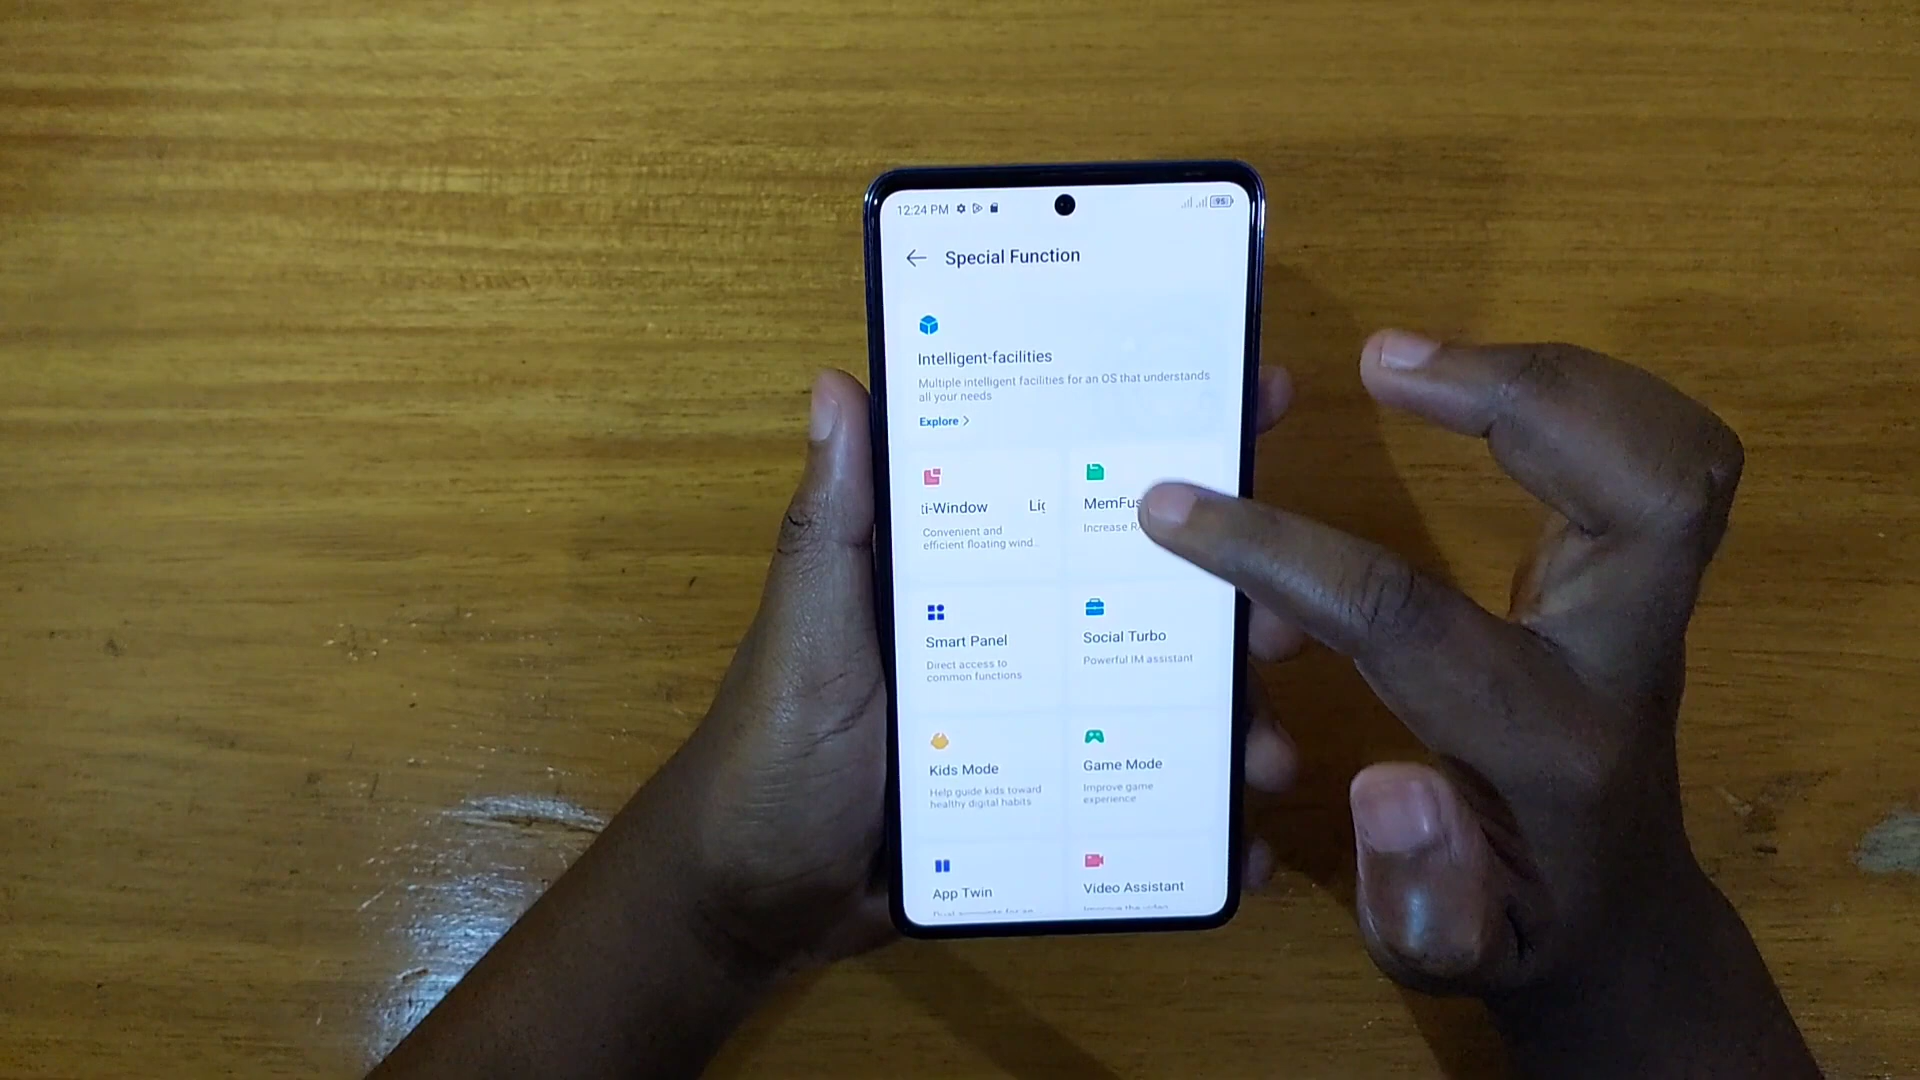 12:24 PM
95
Special Function
Intelligent-facilities
Multiple intelligent facilities for an OS that understands
all your needs
Explore >
ti-Window Lig
Convenient and
efficient floating wind...
MemFus
Increase R
Smart Panel
Direct access to
common functions
Social Turbo
Powerful IM assistant
Kids Mode
Help guide kids toward
healthy digital habits
Game Mode
Improve game
experience
App Twin
Video Assistant